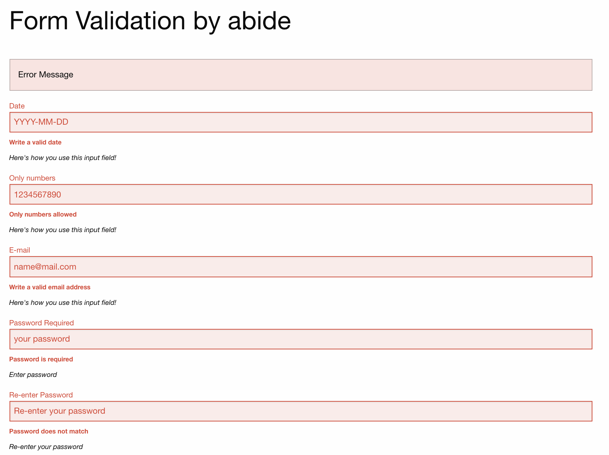 Form Validation by abide
Error Message
Date
YYYY-MM-DD
Write a valid date
Here's how you use this input field!
Only numbers
1234567890
Only numbers allowed
Here's how you use this input field!
E-mail
name@mail.com
Write a valid email address
Here's how you use this input field!
Password Required
your password
Password is required
Enter password
Re-enter Password
Re-enter your password
Password does not match
Re-enter your password